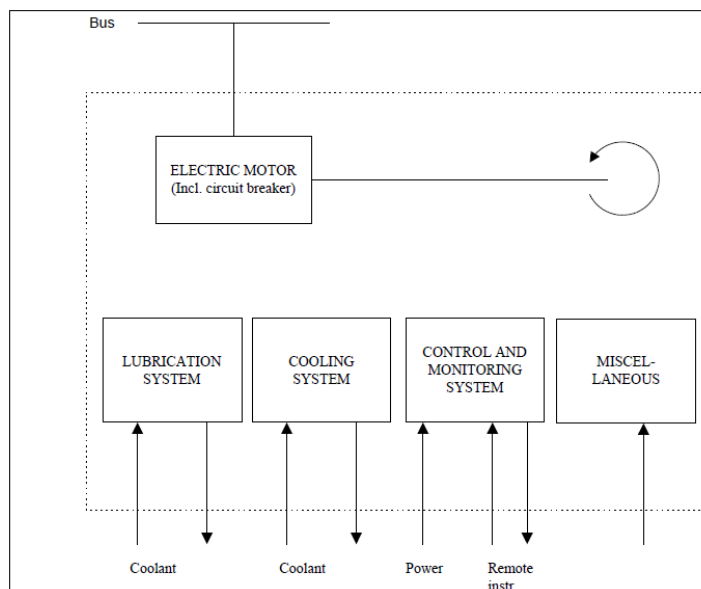 Bus
ELECTRIC MOTOR
(Incl. circuit breaker)
LUBRICATION
SYSTEM
COOLING
SYSTEM
CONTROL AND
MONITORING
SYSTEM
MISCEL-
LANEOUS
Coolant
Coolant
Power
Remote
instr